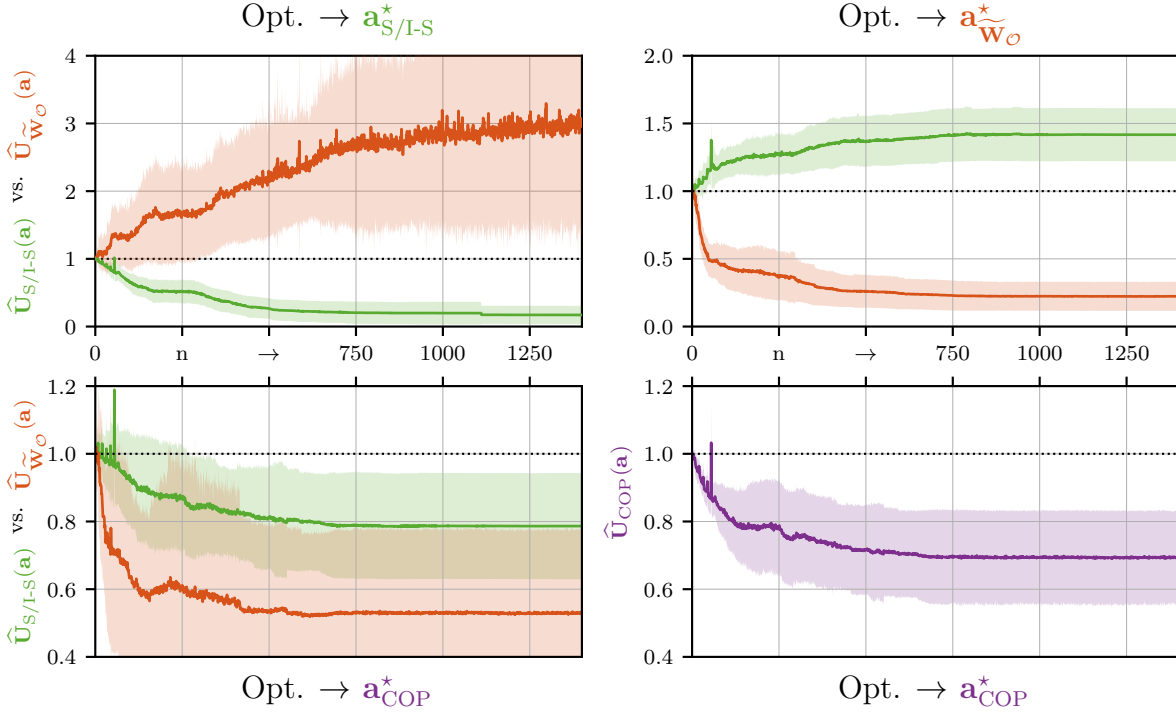 Opt. → a⋆S/I-S
Opt. → a⋆W̃𝒪
ÛS/I-S(a) vs. ÛW̃𝒪(a)
4
3
2
1
0
0 n → 750 1000 1250
2.0
1.5
1.0
0.5
0.0
0 n → 750 1000 1250
ÛS/I-S(a) vs. ÛW̃𝒪(a)
1.2
1.0
0.8
0.6
0.4
ÛCOP(a)
1.2
1.0
0.8
0.6
0.4
Opt. → a⋆COP
Opt. → a⋆COP